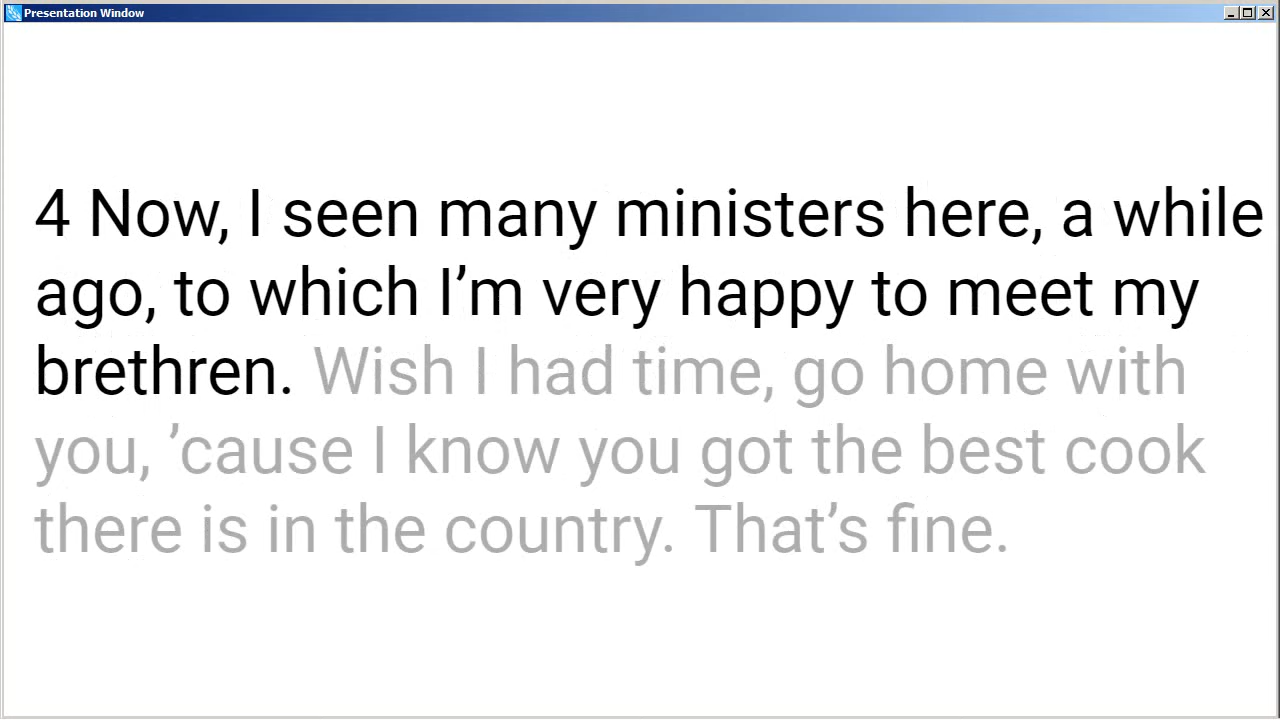 Presentation Window
4 Now, I seen many ministers here, a while
ago, to which I’m very happy to meet my
brethren. Wish I had time, go home with
you, ’cause I know you got the best cook
there is in the country. That’s fine.